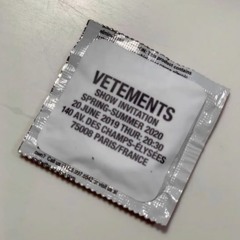 VETEMENTS
SHOW INVITATION
SPRING-SUMMER 2020
20 JUNE 2019 THUR: 20:30
140 AV. DES CHAMPS-ÉLYSÉES
75008 PARIS/FRANCE